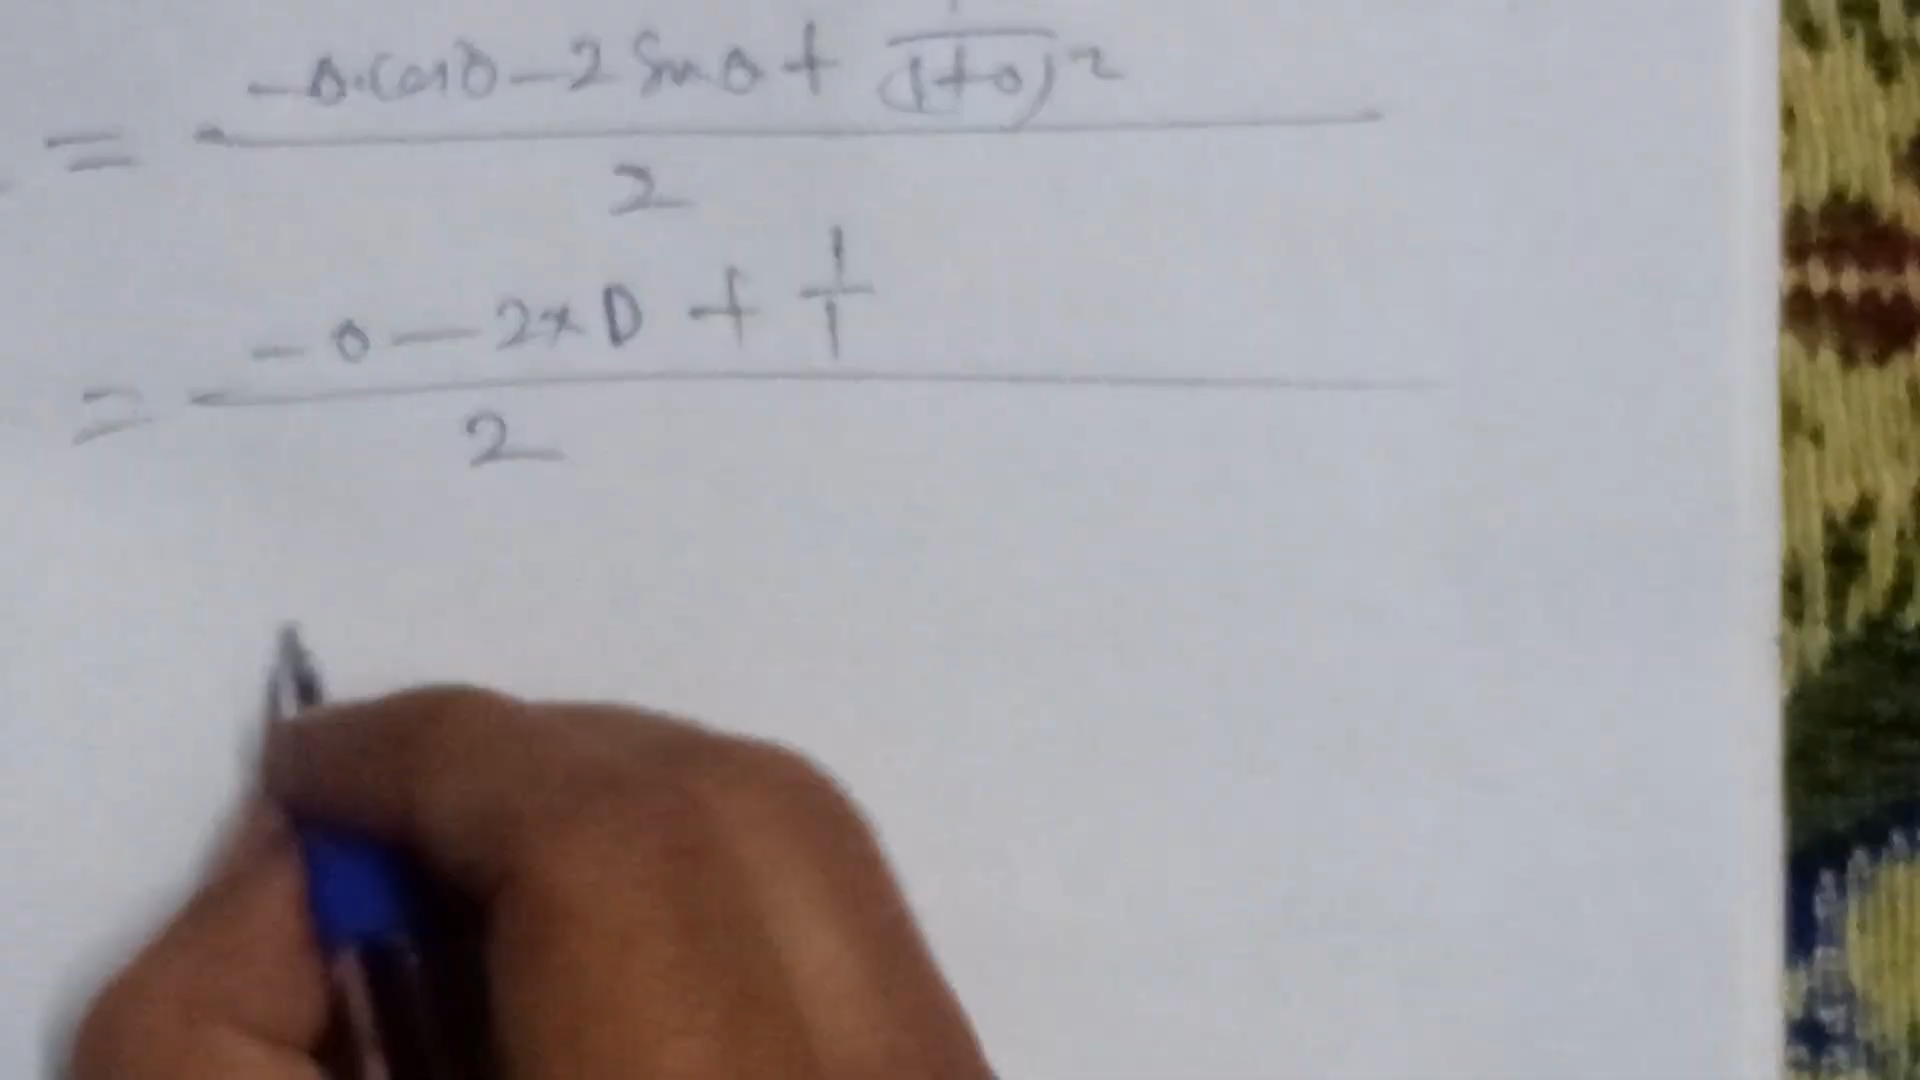 = (-0.cos0 - 2 sin0 + 1/(1+0)²) / 2
= (-0 - 2×0 + 1/1) / 2